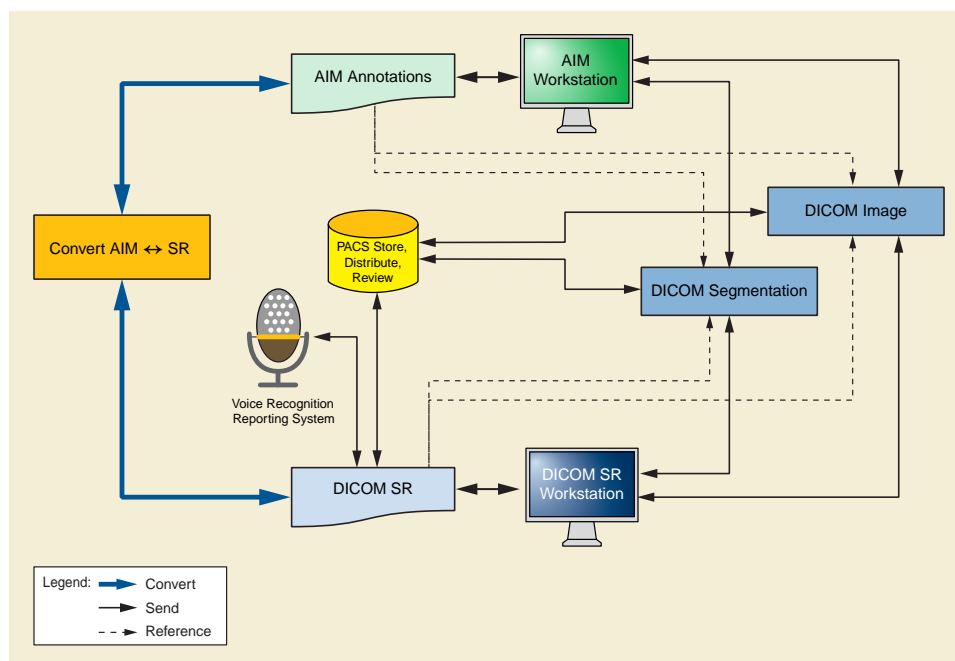 AIM Annotations
AIM
Workstation
DICOM Image
Convert AIM ↔ SR
PACS Store,
Distribute,
Review
DICOM Segmentation
Voice Recognition
Reporting System
DICOM SR
DICOM SR
Workstation
Legend:
Convert
Send
Reference